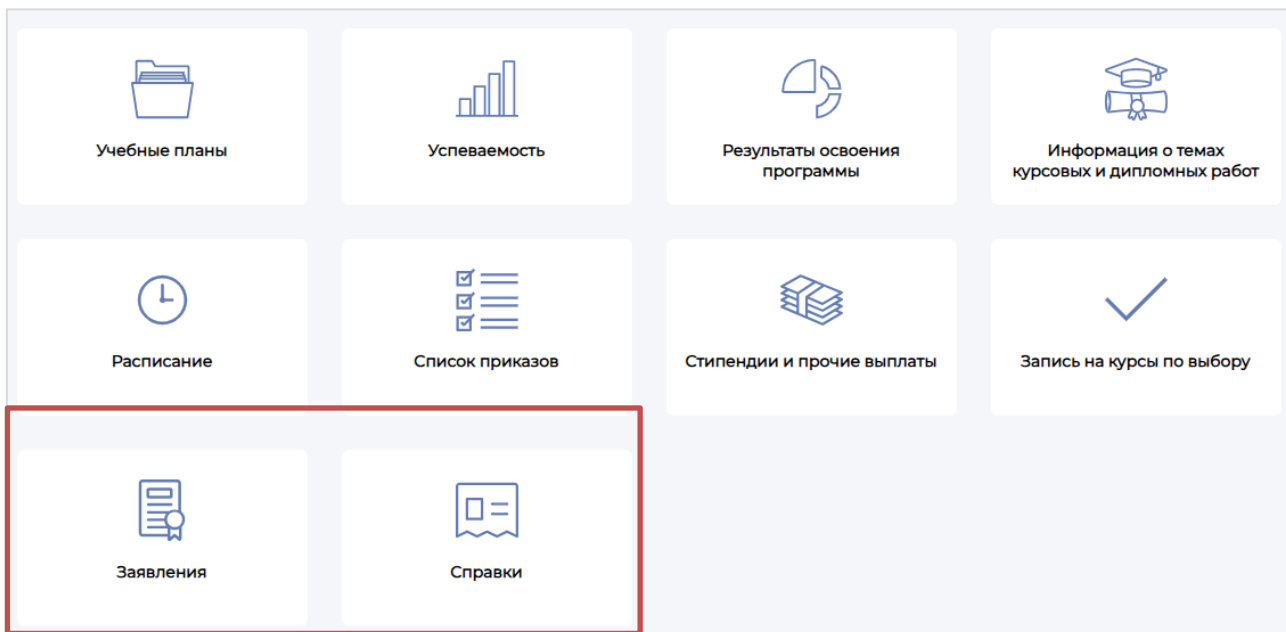 Учебные планы
Успеваемость
Результаты освоения
программы
Информация о темах
курсовых и дипломных работ
Расписание
Список приказов
Стипендии и прочие выплаты
Запись на курсы по выбору
Заявления
Справки